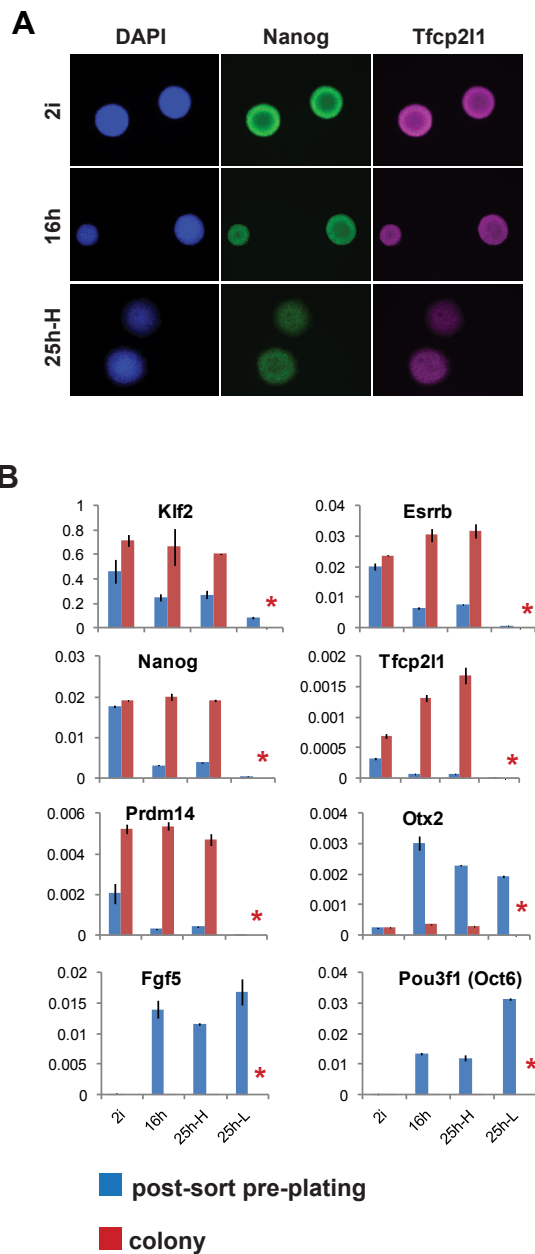 A
DAPI Nanog Tfcp2l1
2i
16h
25h-H
B
Klf2
1
0.8
0.6
0.4
0.2
0
*
Esrrb
0.04
0.03
0.02
0.01
0
*
Nanog
0.03
0.02
0.01
0
*
Tfcp2l1
0.002
0.0015
0.001
0.0005
0
*
Prdm14
0.006
0.004
0.002
0
*
Otx2
0.004
0.003
0.002
0.001
0
*
Fgf5
0.02
0.015
0.01
0.005
0
*
2i 16h 25h-H 25h-L
Pou3f1 (Oct6)
0.04
0.03
0.02
0.01
0
*
2i 16h 25h-H 25h-L
post-sort pre-plating
colony